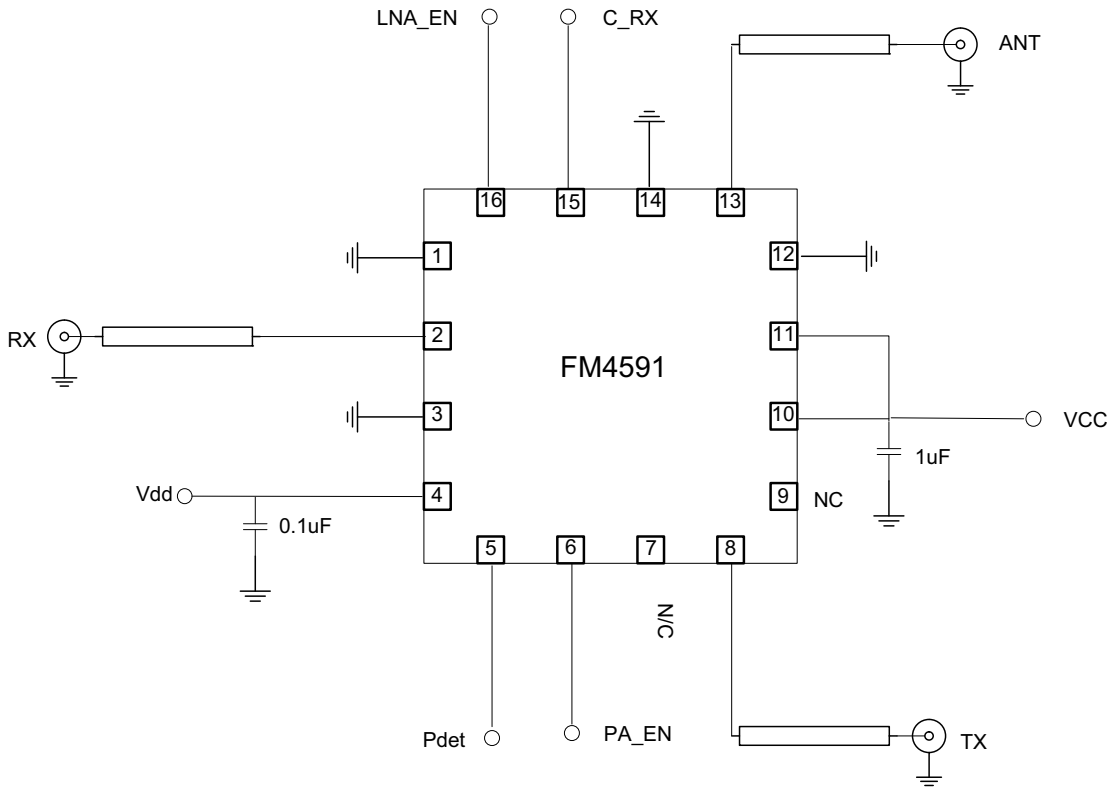 LNA_EN
C_RX
ANT
16
15
14
13
1
12
RX
2
11
FM4591
3
10
VCC
1uF
Vdd
4
9
NC
0.1uF
5
6
7
8
N/C
Pdet
PA_EN
TX